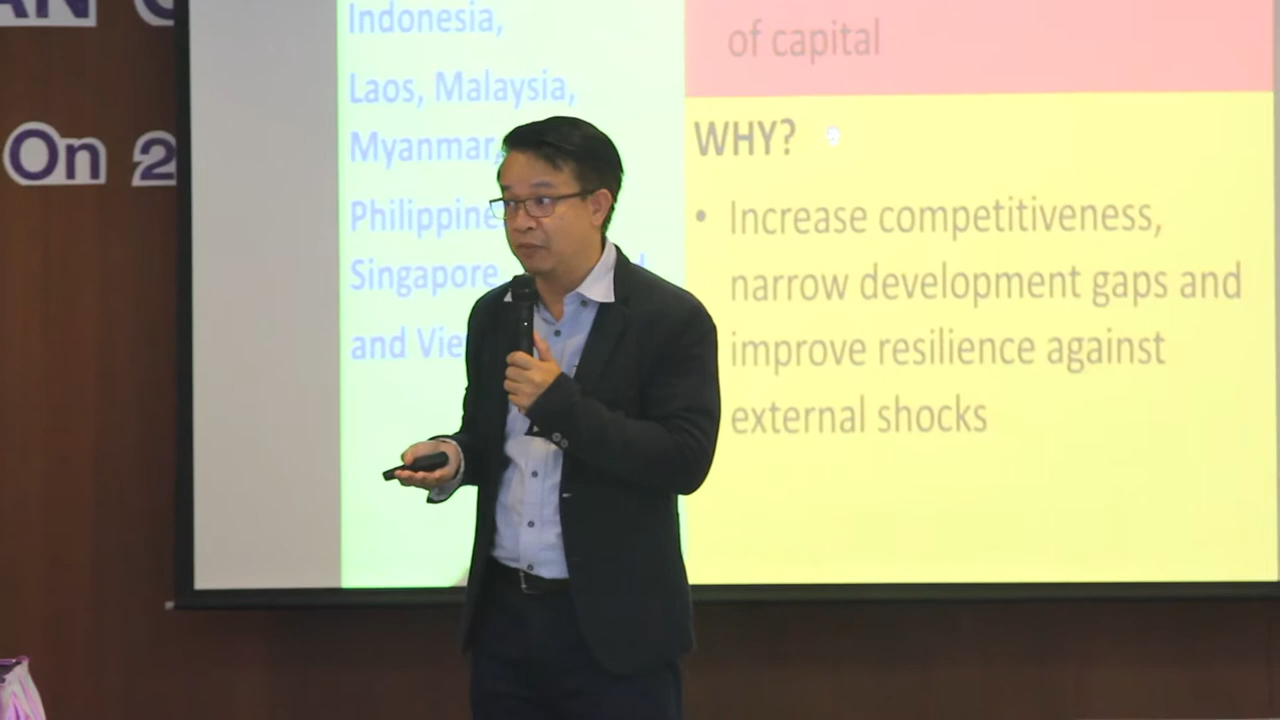 AN
On 2
Indonesia,
Laos, Malaysia,
Myanmar,
Philippine
Singapore
and Vie
of capital
WHY?
• Increase competitiveness,
narrow development gaps and
improve resilience against
external shocks